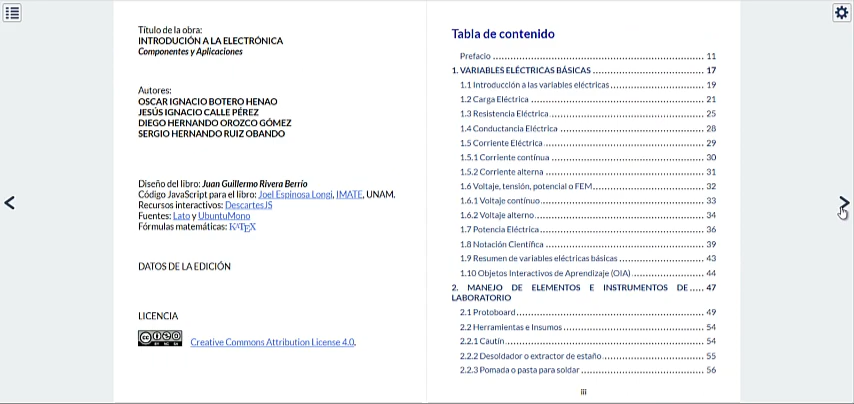 Título de la obra:
INTRODUCIÓN A LA ELECTRÓNICA
Componentes y Aplicaciones
Autores:
OSCAR IGNACIO BOTERO HENAO
JESÚS IGNACIO CALLE PÉREZ
DIEGO HERNANDO OROZCO GÓMEZ
SERGIO HERNANDO RUIZ OBANDO
Diseño del libro: Juan Guillermo Rivera Berrío
Código JavaScript para el libro: Joel Espinosa Longi, IMATE, UNAM.
Recursos interactivos: DescartesJS
Fuentes: Lato y UbuntuMono
Fórmulas matemáticas: KATEX
DATOS DE LA EDICIÓN
LICENCIA
CC BY NC SA
Creative Commons Attribution License 4.0.
Tabla de contenido
Prefacio ........ 11
1. VARIABLES ELÉCTRICAS BÁSICAS ........ 17
1.1 Introducción a las variables eléctricas ........ 19
1.2 Carga Eléctrica ........ 21
1.3 Resistencia Eléctrica ........ 25
1.4 Conductancia Eléctrica ........ 28
1.5 Corriente Eléctrica ........ 29
1.5.1 Corriente contínua ........ 30
1.5.2 Corriente alterna ........ 31
1.6 Voltaje, tensión, potencial o FEM ........ 32
1.6.1 Voltaje contínuo ........ 33
1.6.2 Voltaje alterno ........ 34
1.7 Potencia Eléctrica ........ 36
1.8 Notación Científica ........ 39
1.9 Resumen de variables eléctricas básicas ........ 43
1.10 Objetos Interactivos de Aprendizaje (OIA) ........ 44
2. MANEJO DE ELEMENTOS E INSTRUMENTOS DE ..... 47
LABORATORIO
2.1 Protoboard ........ 49
2.2 Herramientas e Insumos ........ 54
2.2.1 Cautín ........ 54
2.2.2 Desoldador o extractor de estaño ........ 55
2.2.3 Pomada o pasta para soldar ........ 56
iii